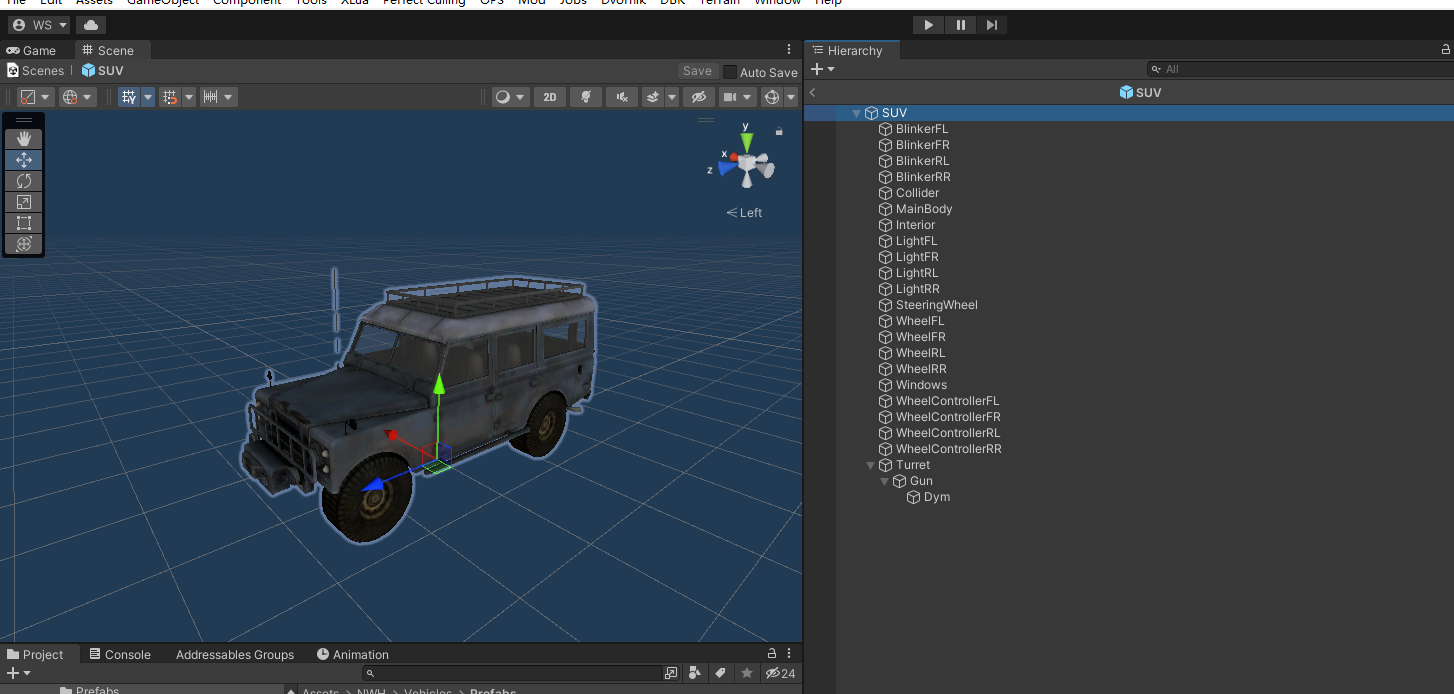 File Edit Assets GameObject Component Tools XLua Perfect Culling GPS Mod Jobs Dvornik DBK Terrain Window Help
WS
Game Scene
Hierarchy
Scenes | SUV
Save Auto Save
All
SUV
2D
SUV
BlinkerFL
BlinkerFR
BlinkerRL
BlinkerRR
Collider
MainBody
Interior
LightFL
LightFR
LightRL
LightRR
SteeringWheel
WheelFL
WheelFR
WheelRL
WheelRR
Windows
WheelControllerFL
WheelControllerFR
WheelControllerRL
WheelControllerRR
Turret
Gun
Dym
y
x
z
Left
Project Console Addressables Groups Animation
24
Prefabs
Assets > NWH > Vehicles > Prefabs